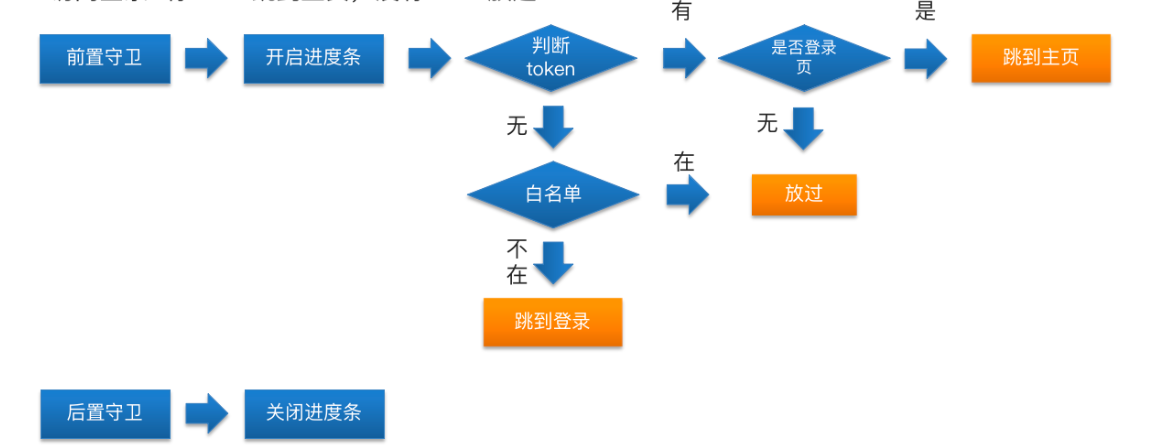 有
是
前置守卫
开启进度条
判断
token
是否登录
页
跳到主页
无
无
在
白名单
放过
不
在
跳到登录
后置守卫
关闭进度条